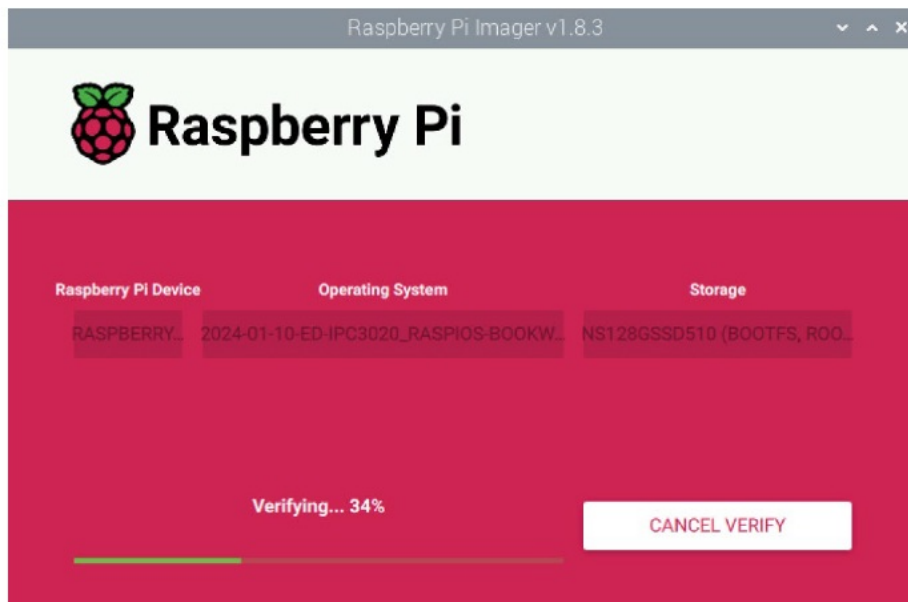 Raspberry Pi Imager v1.8.3
Raspberry Pi
Raspberry Pi Device
Operating System
Storage
RASPBERRY...
2024-01-10-ED-IPC3020_RASPIOS-BOOKW...
NS128GSSD510 (BOOTFS, ROO...
Verifying... 34%
CANCEL VERIFY